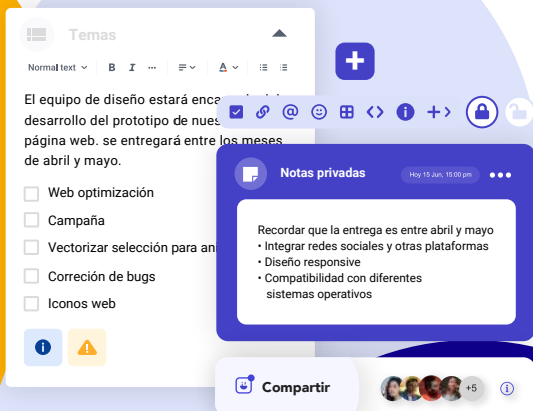 Temas
Normal text
B I ... A
El equipo de diseño estará
desarrollo del prototipo de
página web. se entregará entre los meses
de abril y mayo.
Web optimización
Campaña
Vectorizar selección para
Correción de bugs
Iconos web
Notas privadas
Hoy 15 Jun, 15:00 pm
Recordar que la entrega es entre abril y mayo
• Integrar redes sociales y otras plataformas
• Diseño responsive
• Compatibilidad con diferentes
sistemas operativos
Compartir
+5